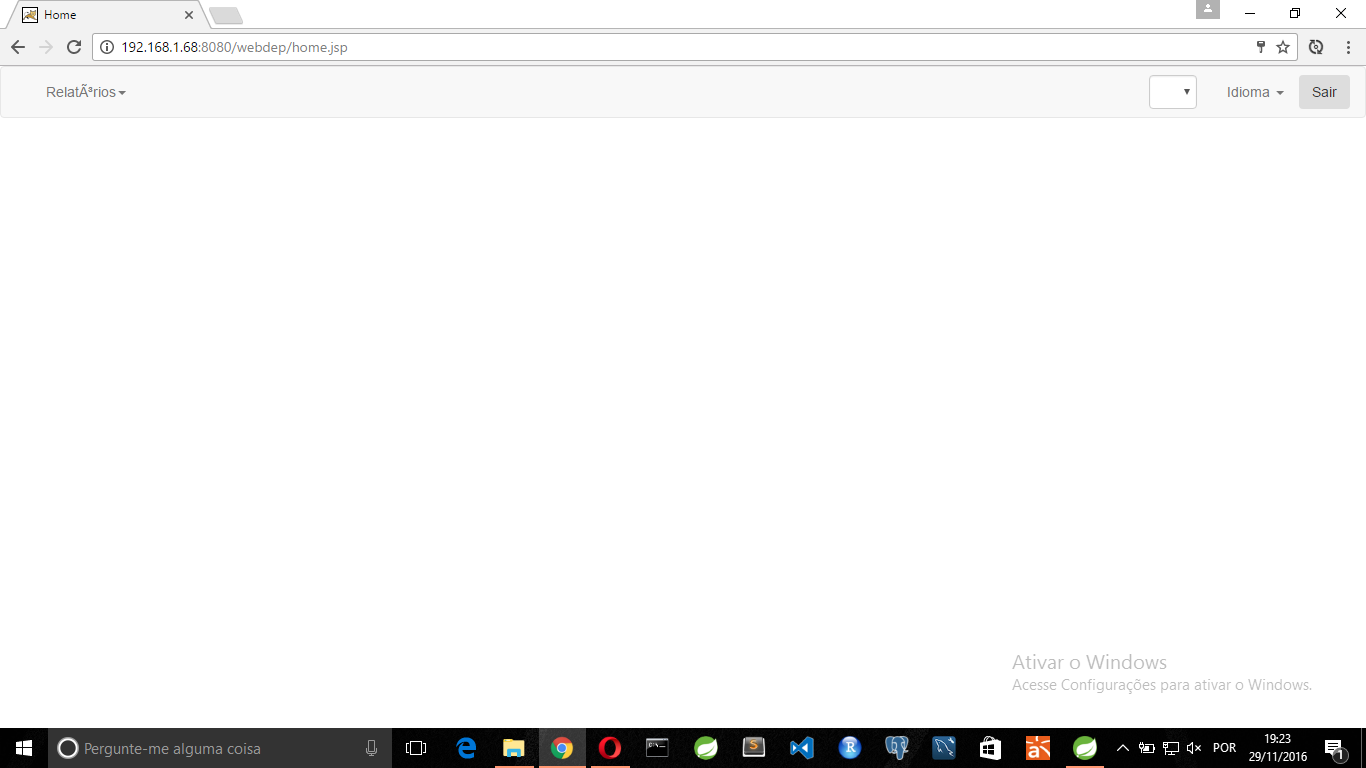 Home
192.168.1.68:8080/webdep/home.jsp
RelatÃ³rios
Idioma
Sair
Ativar o Windows
Acesse Configurações para ativar o Windows.
Pergunte-me alguma coisa
POR
19:23
29/11/2016
1